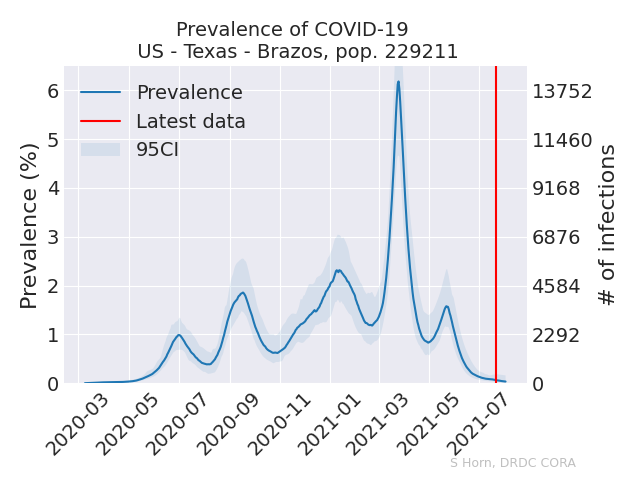 Prevalence of COVID-19
US - Texas - Brazos, pop. 229211
Prevalence
Latest data
95CI
Prevalence (%)
6
5
4
3
2
1
0
13752
11460
9168
6876
4584
2292
0
# of infections
2020-03
2020-05
2020-07
2020-09
2020-11
2021-01
2021-03
2021-05
2021-07
S Horn, DRDC CORA